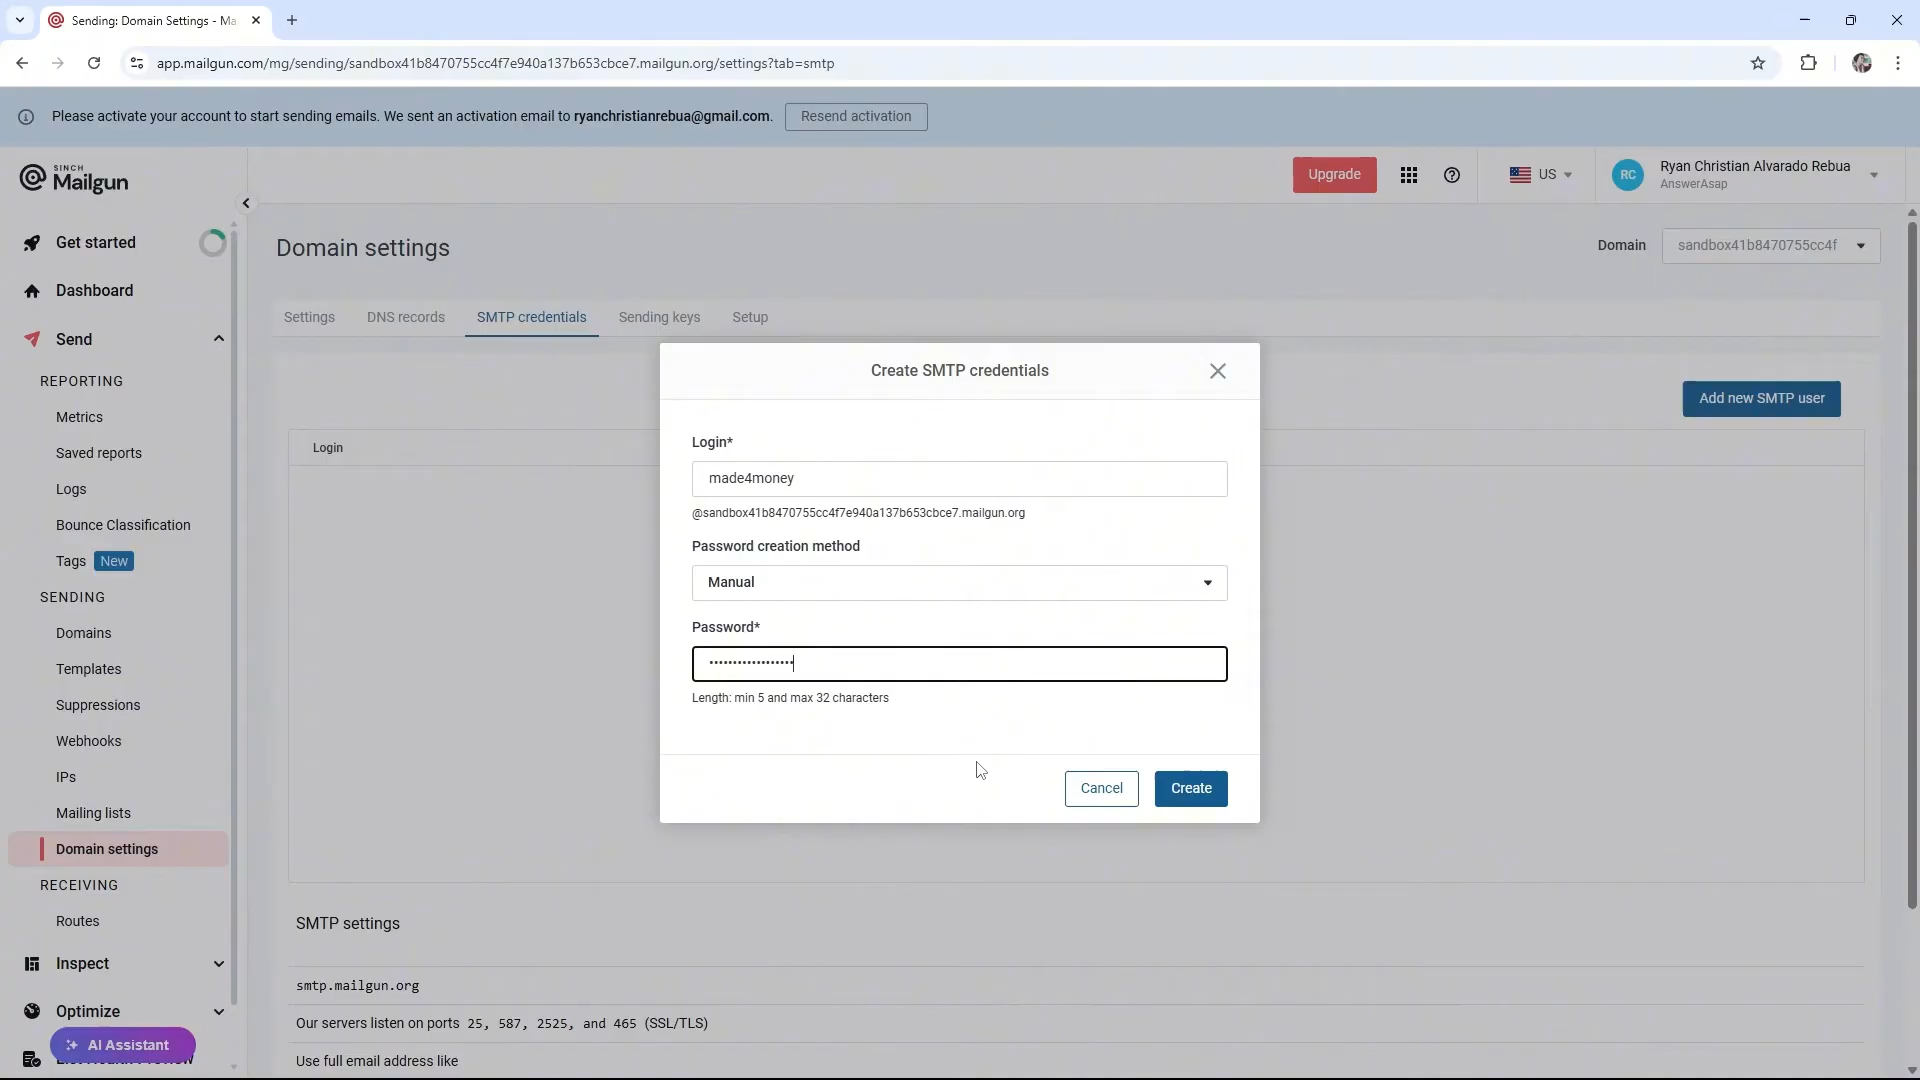 Sending: Domain Settings - Ma
app.mailgun.com/mg/sending/sandbox41b8470755cc4f7e940a137b653cbce7.mailgun.org/settings?tab=smtp
Please activate your account to start sending emails. We sent an activation email to ryanchristianrebua@gmail.com.
Resend activation
SINCH
Mailgun
Upgrade
US
RC
Ryan Christian Alvarado Rebua
AnswerAsap
Get started
Dashboard
Send
REPORTING
Metrics
Saved reports
Logs
Bounce Classification
Tags New
SENDING
Domains
Templates
Suppressions
Webhooks
IPs
Mailing lists
Domain settings
RECEIVING
Routes
Inspect
Optimize
AI Assistant
Domain settings
Domain
sandbox41b8470755cc4f
Settings
DNS records
SMTP credentials
Sending keys
Setup
Add new SMTP user
Login
Create SMTP credentials
Login*
made4money
@sandbox41b8470755cc4f7e940a137b653cbce7.mailgun.org
Password creation method
Manual
Password*
Length: min 5 and max 32 characters
Cancel
Create
SMTP settings
smtp.mailgun.org
Our servers listen on ports 25, 587, 2525, and 465 (SSL/TLS)
Use full email address like